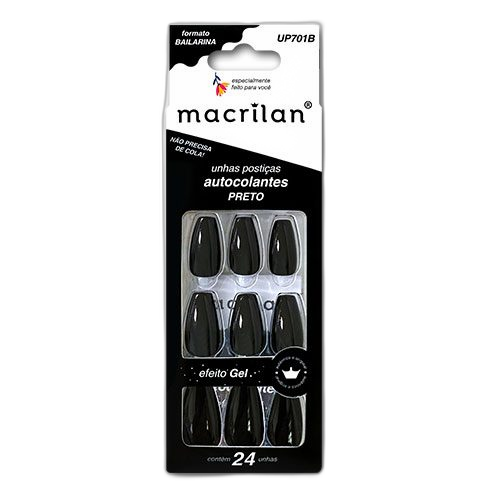 formato
BAILARINA
UP701B
especialmente
feito para você
macrilan®
NÃO PRECISA
DE COLA!
unhas postiças
autocolantes
PRETO
efeito Gel
contém 24 unhas